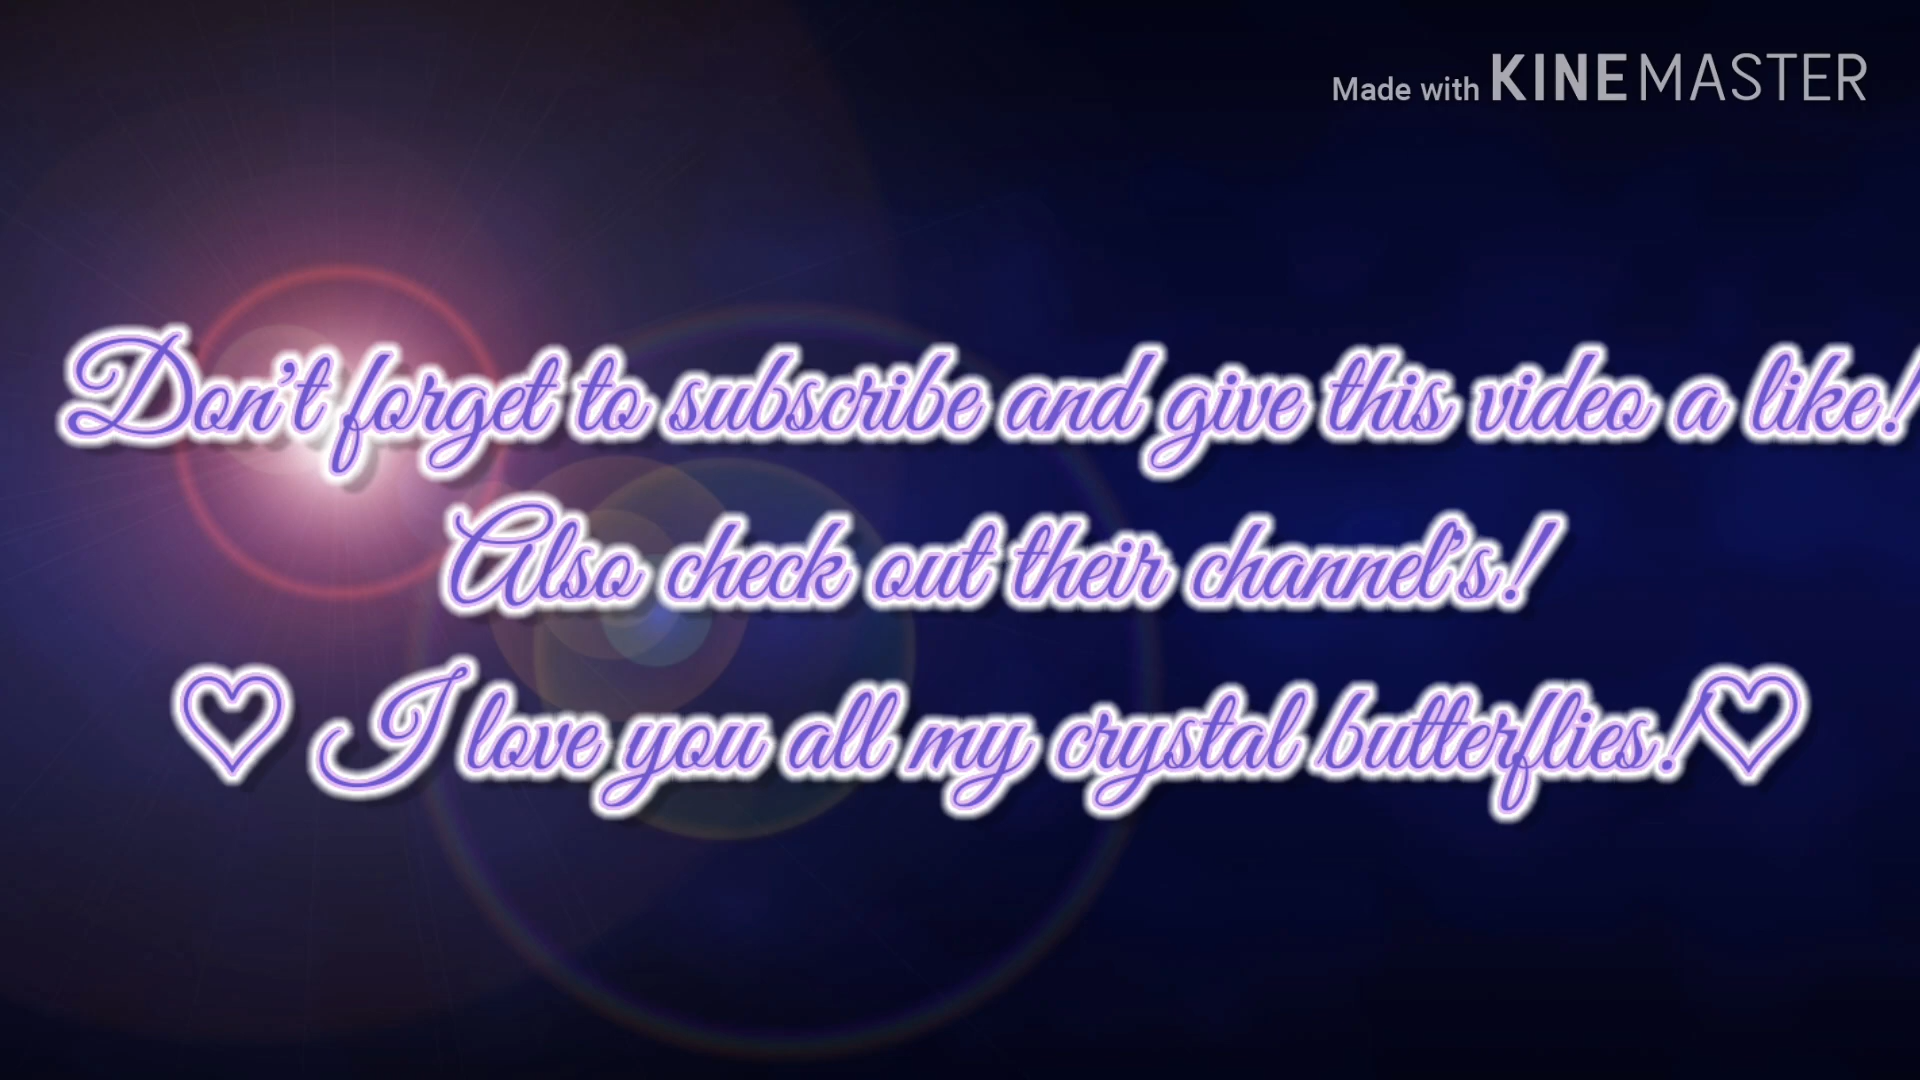 Made with KINEMASTER
Don't forget to subscribe and give this video a like!
Also check out their channel's!
♡ I love you all my crystal butterflies!♡